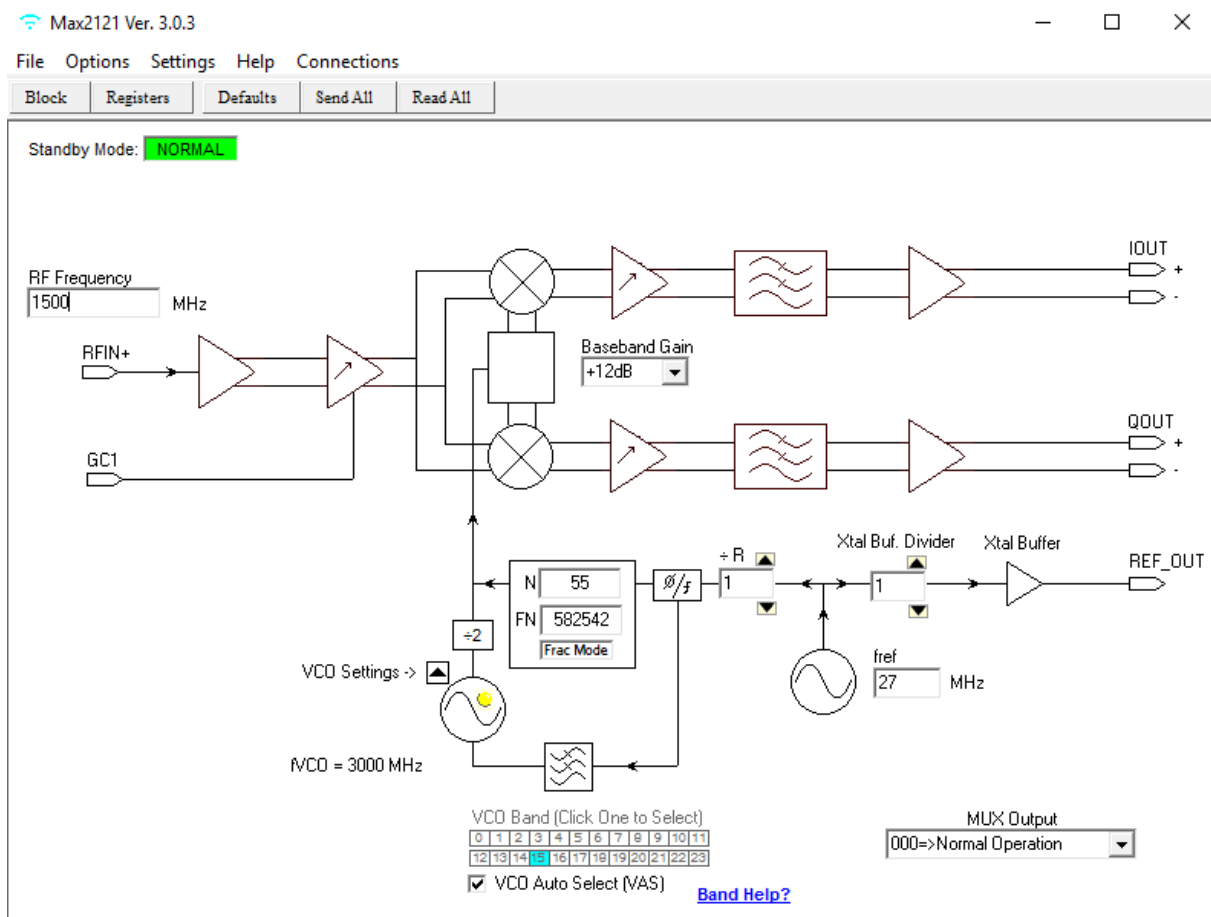 Max2121 Ver. 3.0.3
File Options Settings Help Connections
Block Registers Defaults Send All Read All
Standby Mode: NORMAL
RF Frequency
1500 MHz
RFIN+
GC1
Baseband Gain
+12dB
IOUT
+
-
QOUT
+
-
÷ R
1
Xtal Buf. Divider
1
Xtal Buffer
REF_OUT
N 55
FN 582542
Frac Mode
Ø/f
÷2
VCO Settings ->
fref
27 MHz
fVCO = 3000 MHz
VCO Band (Click One to Select)
0 1 2 3 4 5 6 7 8 9 10 11
12 13 14 15 16 17 18 19 20 21 22 23
VCO Auto Select (VAS)
Band Help?
MUX Output
000=>Normal Operation